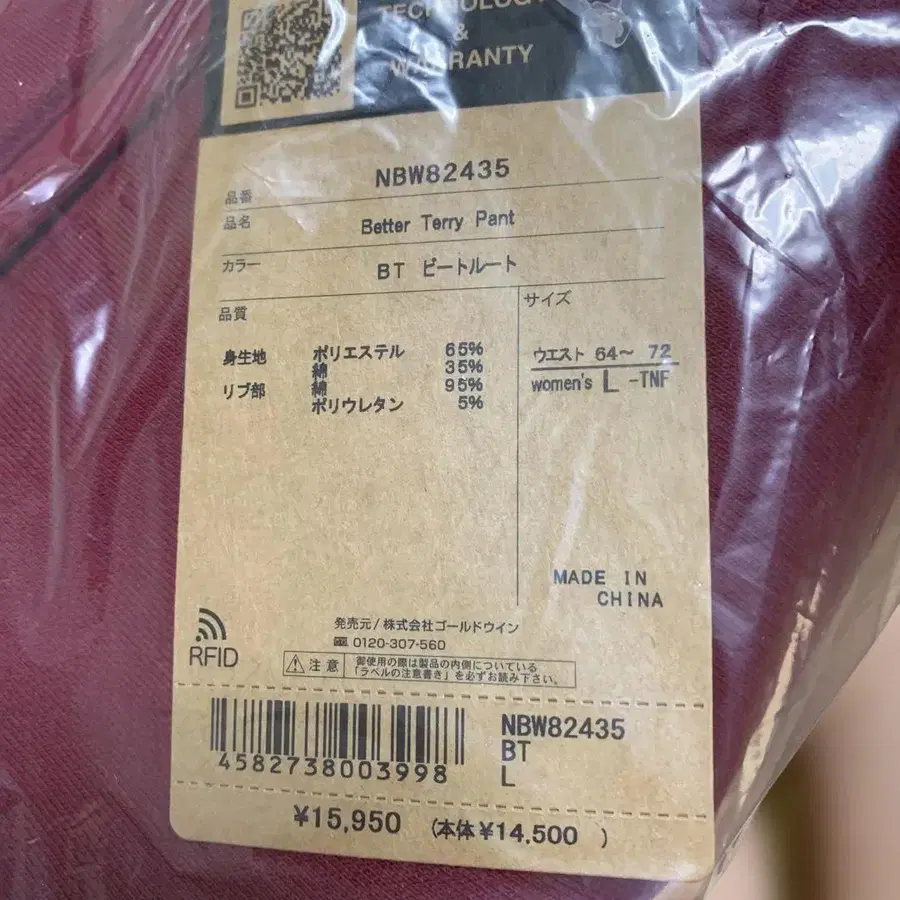 TECHNOLOGY
&
WARRANTY
品番 NBW82435
品名 Better Terry Pant
カラー BT ビートルート
品質
サイズ
身生地 ポリエステル 65%
綿 35%
リブ部 綿 95%
ポリウレタン 5%
ウエスト 64～ 72
women's L -TNF
MADE IN
CHINA
発売元/株式会社ゴールドウイン
0120-307-560
RFID
注意
御使用の際は製品の内側についている
「ラベルの注意書き」を必ずお読み下さい。
4582738003998
NBW82435
BT
L
¥15,950 (本体¥14,500 )